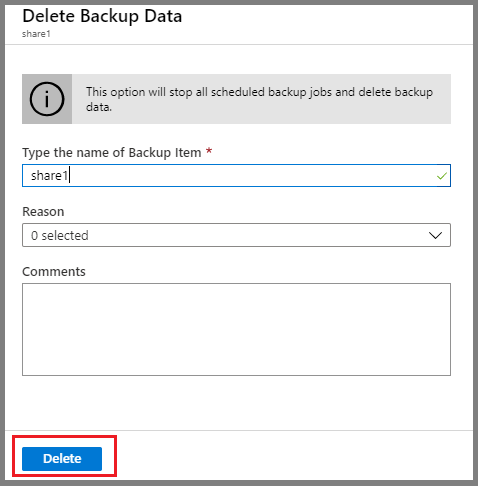 Delete Backup Data
share1
This option will stop all scheduled backup jobs and delete backup
data.
Type the name of Backup Item *
share1
Reason
0 selected
Comments
Delete